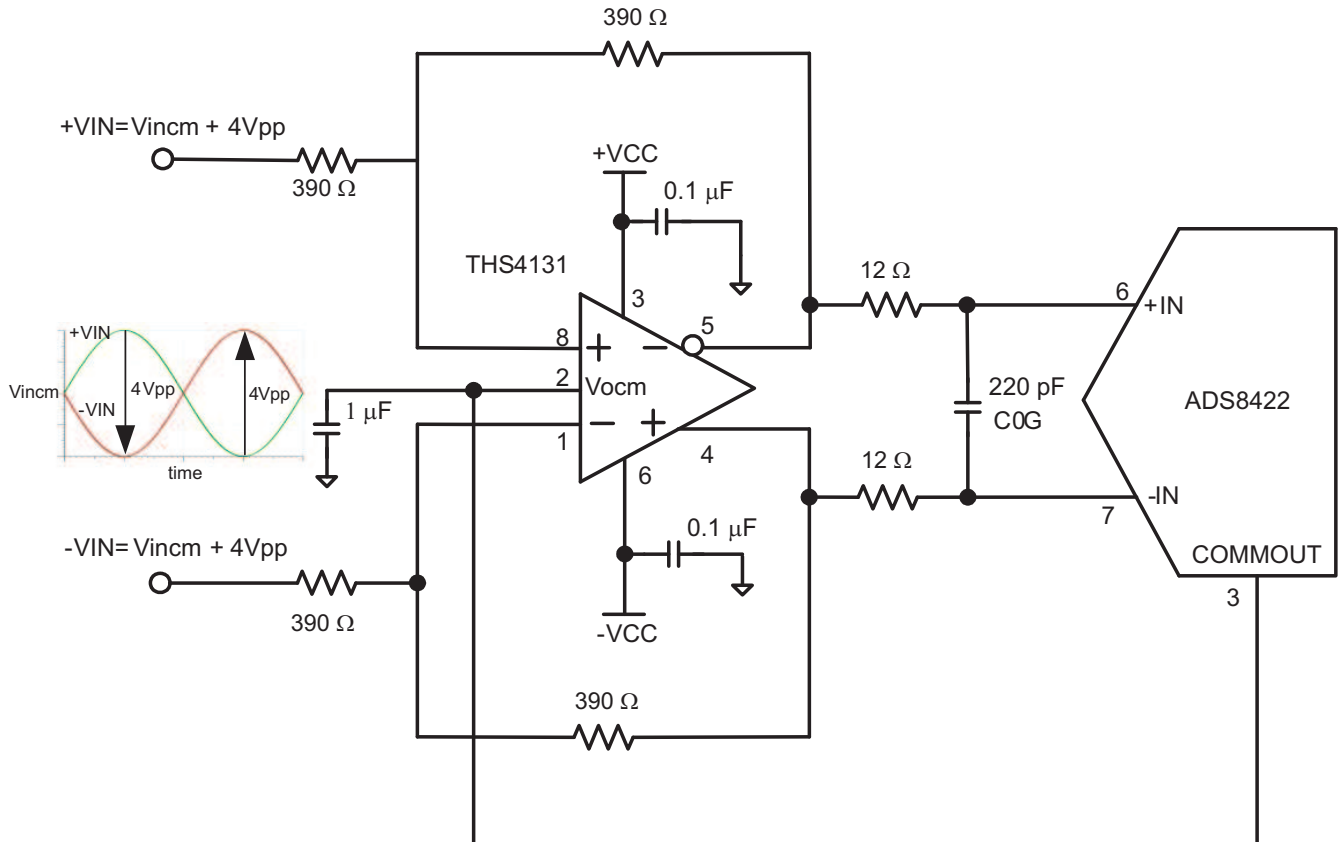 390 Ω
+VIN=Vincm + 4Vpp
390 Ω
+VCC
0.1 μF
THS4131
3
12 Ω
6
+IN
5
8
+
−
2
Vocm
1
−
+
4
6
+VIN
Vincm
4Vpp
4Vpp
-VIN
time
1 μF
220 pF
C0G
ADS8422
12 Ω
-IN
7
0.1 μF
-VIN= Vincm + 4Vpp
390 Ω
-VCC
COMMOUT
3
390 Ω